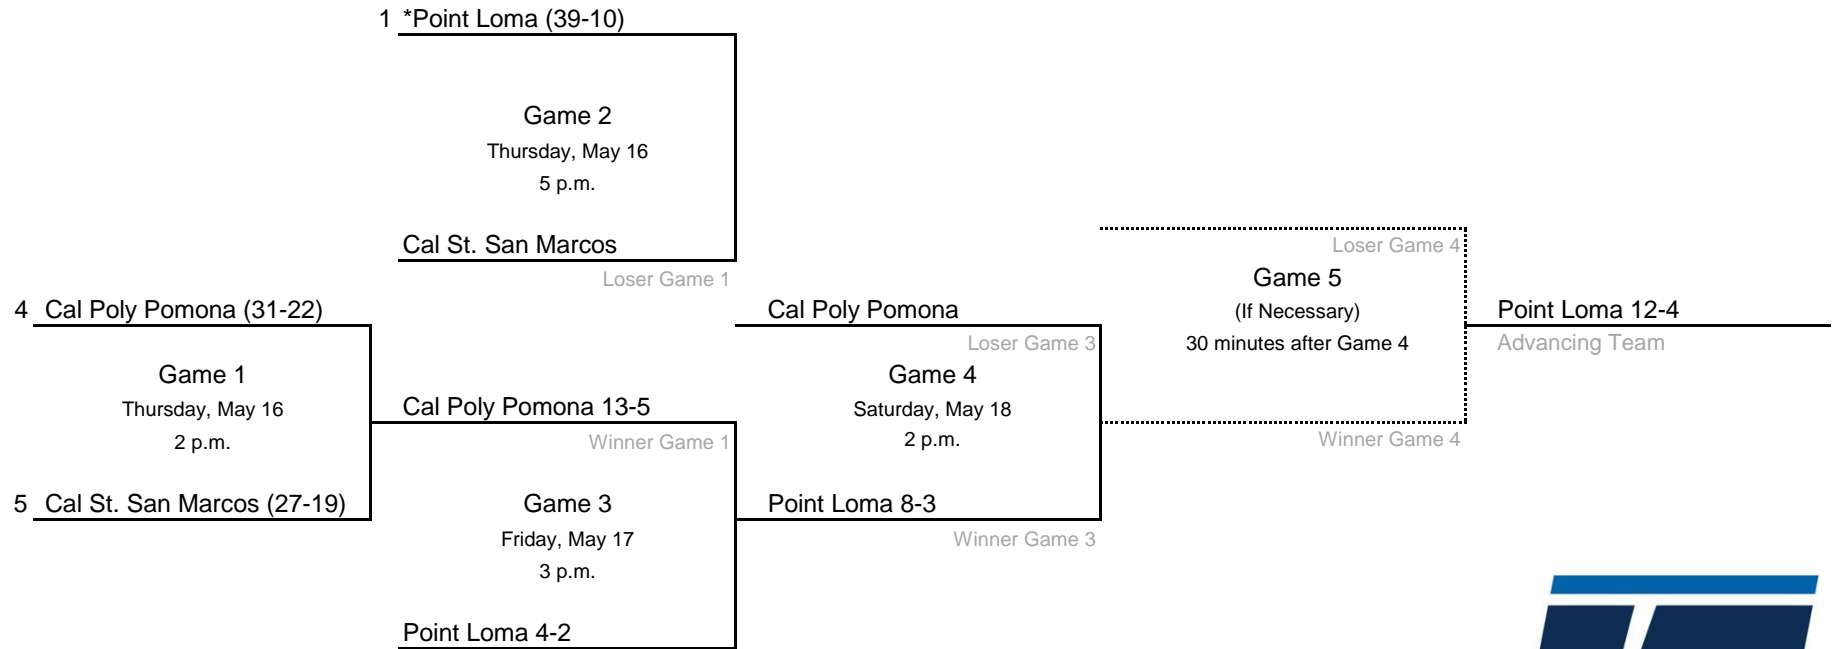 1 *Point Loma (39-10)
Game 2
Thursday, May 16
5 p.m.
Cal St. San Marcos
Loser Game 1
4 Cal Poly Pomona (31-22)
Game 1
Thursday, May 16
2 p.m.
5 Cal St. San Marcos (27-19)
Cal Poly Pomona 13-5
Winner Game 1
Game 3
Friday, May 17
3 p.m.
Point Loma 4-2
Cal Poly Pomona
Loser Game 3
Game 4
Saturday, May 18
2 p.m.
Point Loma 8-3
Winner Game 3
Loser Game 4
Game 5
(If Necessary)
30 minutes after Game 4
Winner Game 4
Point Loma 12-4
Advancing Team